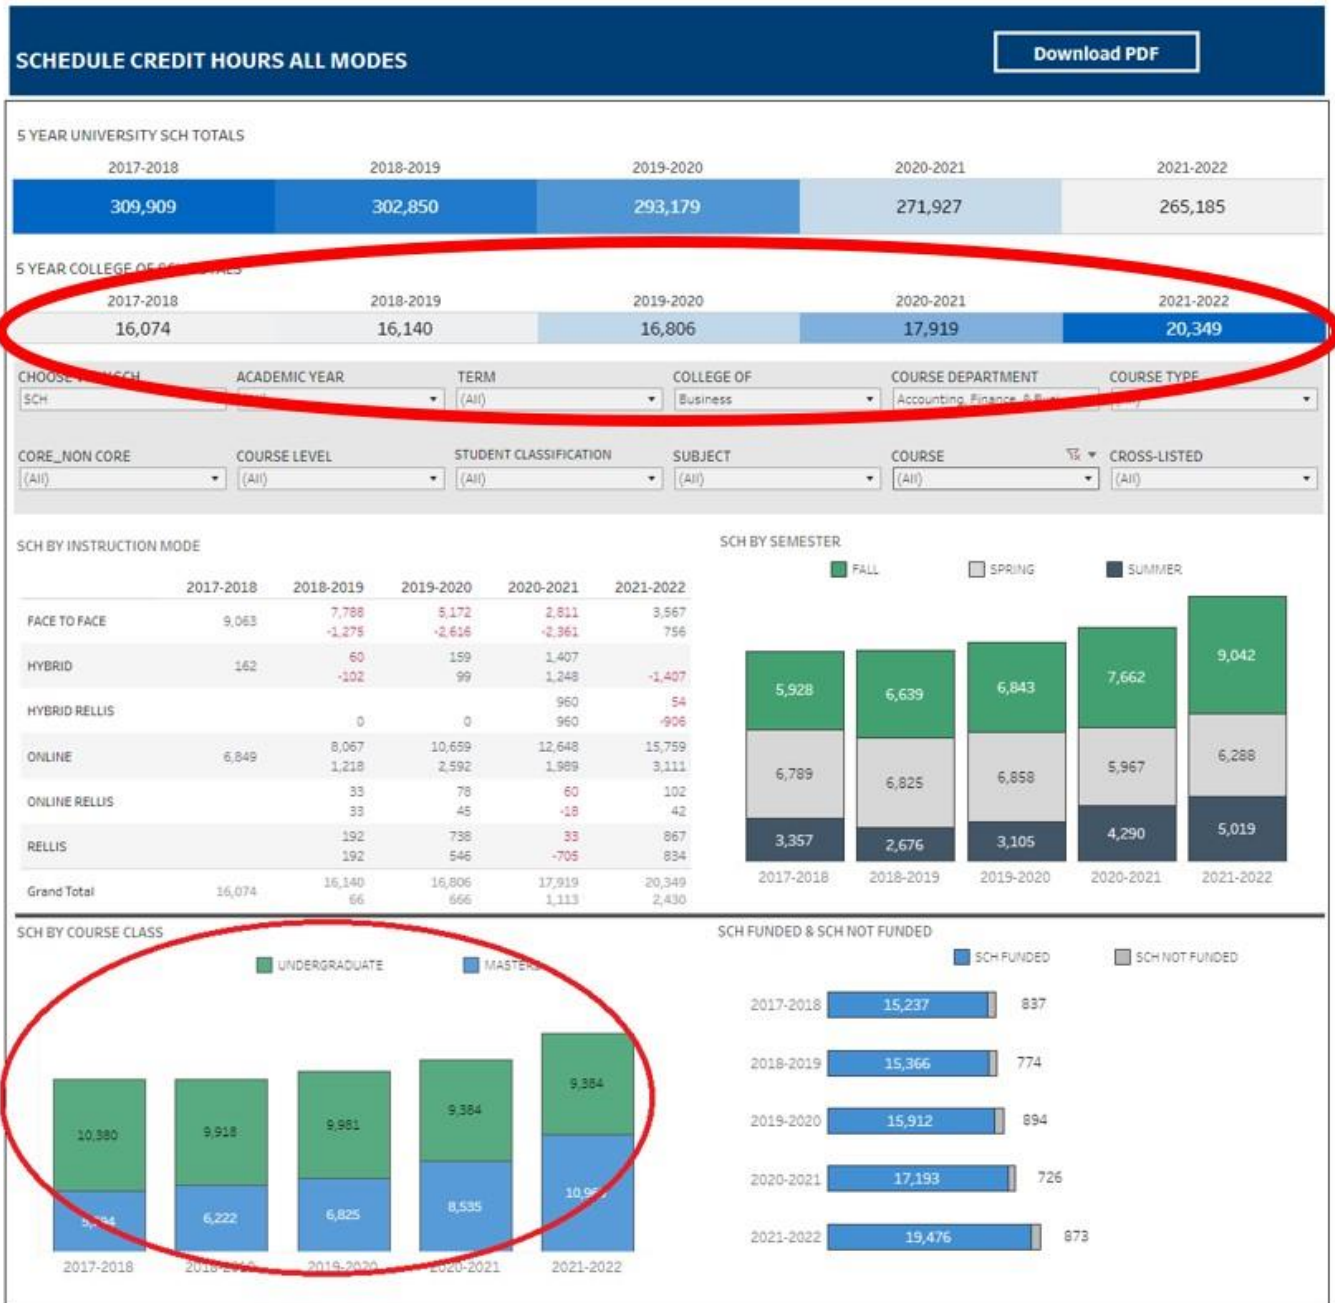 SCHEDULE CREDIT HOURS ALL MODES
Download PDF
5 YEAR UNIVERSITY SCH TOTALS
2017-2018 2018-2019 2019-2020 2020-2021 2021-2022
309,909 302,850 293,179 271,927 265,185
5 YEAR COLLEGE OF
2017-2018 2018-2019 2019-2020 2020-2021 2021-2022
16,074 16,140 16,806 17,919 20,349
CHOOSE SCH ACADEMIC YEAR TERM COLLEGE OF COURSE DEPARTMENT COURSE TYPE
SCH (All) Business Accounting, Finance, &
CORE_NON CORE COURSE LEVEL STUDENT CLASSIFICATION SUBJECT COURSE CROSS-LISTED
(All) (All) (All) (All) (All) (All)
SCH BY INSTRUCTION MODE
2017-2018 2018-2019 2019-2020 2020-2021 2021-2022
FACE TO FACE 9,063 7,788 5,172 2,811 3,567
-1,275 -2,616 -2,361 756
HYBRID 162 60 159 1,407
-102 99 1,248 -1,407
HYBRID RELLIS 960 54
0 0 960 -906
ONLINE 6,849 8,067 10,659 12,648 15,759
1,218 2,592 1,989 3,111
ONLINE RELLIS 33 78 60 102
33 45 -18 42
RELLIS 192 738 33 867
192 546 -705 834
Grand Total 16,074 16,140 16,806 17,919 20,349
66 666 1,113 2,430
SCH BY SEMESTER
FALL SPRING SUMMER
5,928 6,639 6,843 7,662 9,042
6,789 6,825 6,858 5,967 6,288
3,357 2,676 3,105 4,290 5,019
2017-2018 2018-2019 2019-2020 2020-2021 2021-2022
SCH BY COURSE CLASS
UNDERGRADUATE MASTERS
10,380 9,918 9,981 9,384 9,384
6,222 6,825 8,535
2017-2018 2018-2019 2019-2020 2020-2021 2021-2022
SCH FUNDED & SCH NOT FUNDED
SCH FUNDED SCH NOT FUNDED
2017-2018 15,237 837
2018-2019 15,366 774
2019-2020 15,912 894
2020-2021 17,193 726
2021-2022 19,476 873